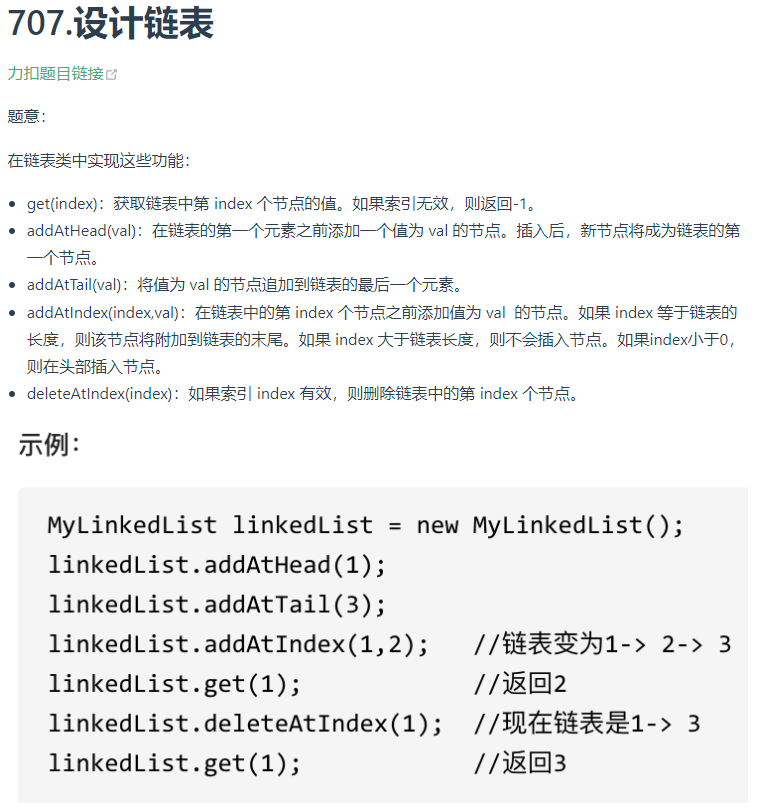 707.设计链表
力扣题目链接
题意：
在链表类中实现这些功能：
get(index)：获取链表中第 index 个节点的值。如果索引无效，则返回-1。
addAtHead(val)：在链表的第一个元素之前添加一个值为 val 的节点。插入后，新节点将成为链表的第
一个节点。
addAtTail(val)：将值为 val 的节点追加到链表的最后一个元素。
addAtIndex(index,val)：在链表中的第 index 个节点之前添加值为 val 的节点。如果 index 等于链表的
长度，则该节点将附加到链表的末尾。如果 index 大于链表长度，则不会插入节点。如果index小于0，
则在头部插入节点。
deleteAtIndex(index)：如果索引 index 有效，则删除链表中的第 index 个节点。
示例：
MyLinkedList linkedList = new MyLinkedList();
linkedList.addAtHead(1);
linkedList.addAtTail(3);
linkedList.addAtIndex(1,2);   //链表变为1-> 2-> 3
linkedList.get(1);            //返回2
linkedList.deleteAtIndex(1);  //现在链表是1-> 3
linkedList.get(1);            //返回3